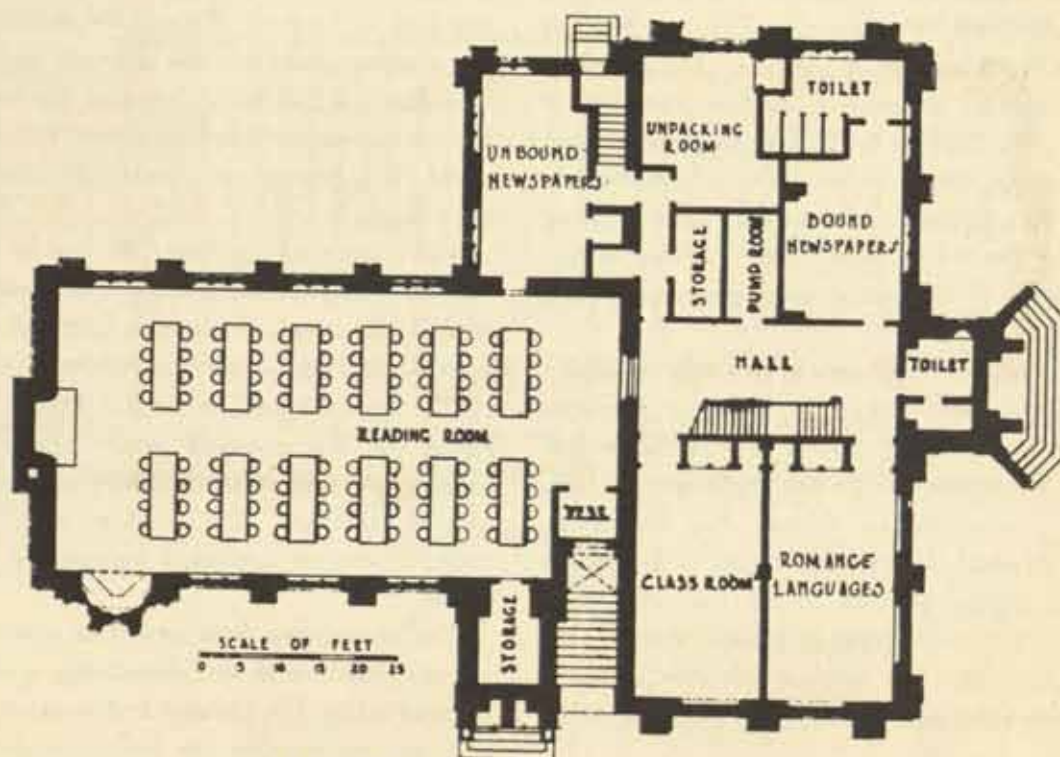 TOILET
UNPACKING
ROOM
UNBOUND
NEWSPAPERS
BOUND
NEWSPAPERS
STORAGE
PUMP ROOM
HALL
TOILET
READING ROOM
VEST.
CLASS ROOM
ROMANCE
LANGUAGES
STORAGE
SCALE OF FEET
0 5 10 15 20 25